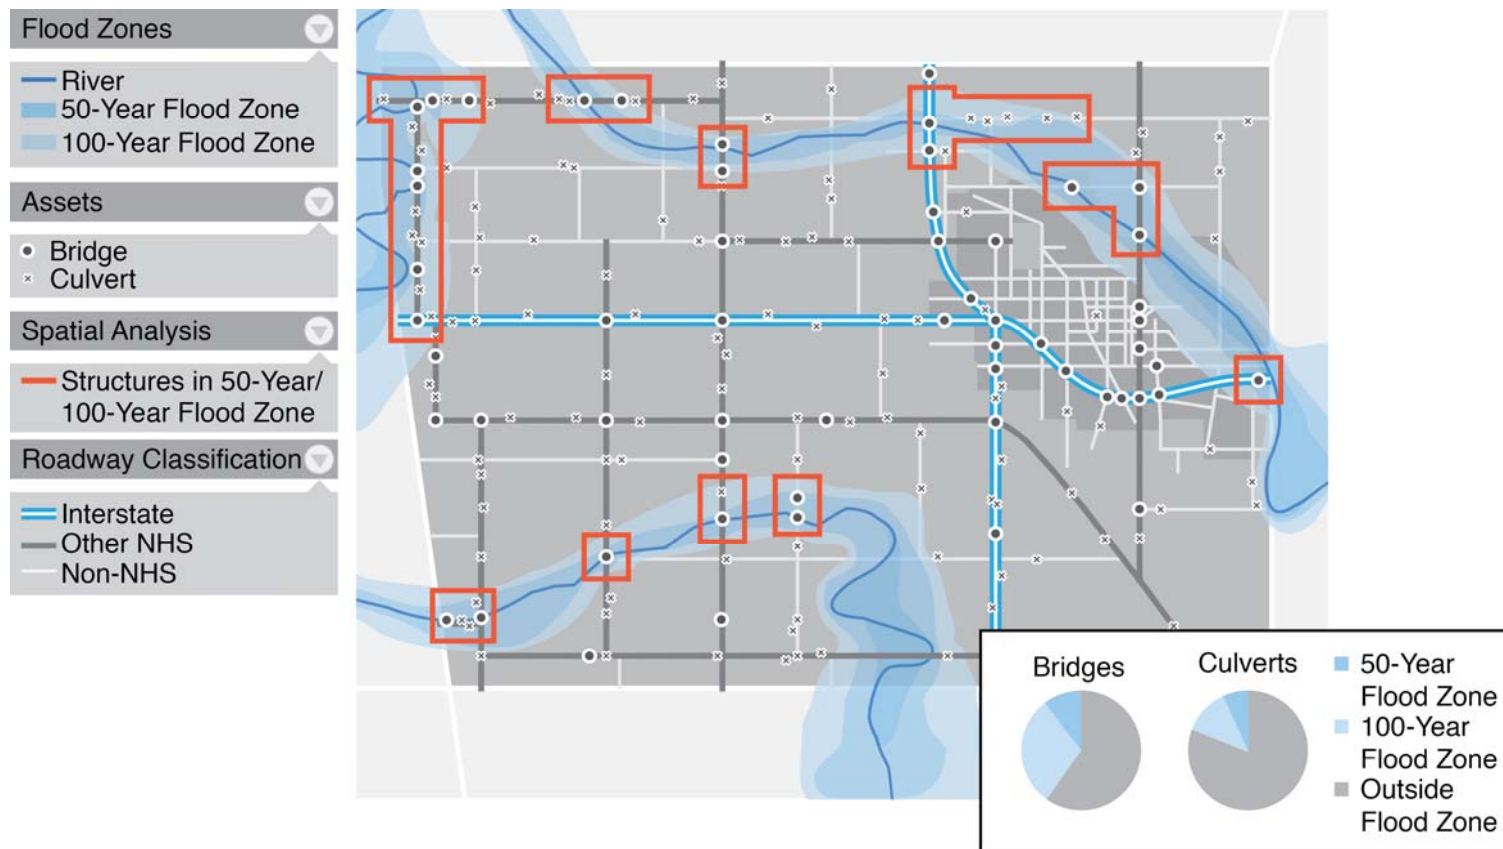 Flood Zones
River
50-Year Flood Zone
100-Year Flood Zone
Assets
Bridge
Culvert
Spatial Analysis
Structures in 50-Year/
100-Year Flood Zone
Roadway Classification
Interstate
Other NHS
Non-NHS
Bridges
Culverts
50-Year
Flood Zone
100-Year
Flood Zone
Outside
Flood Zone